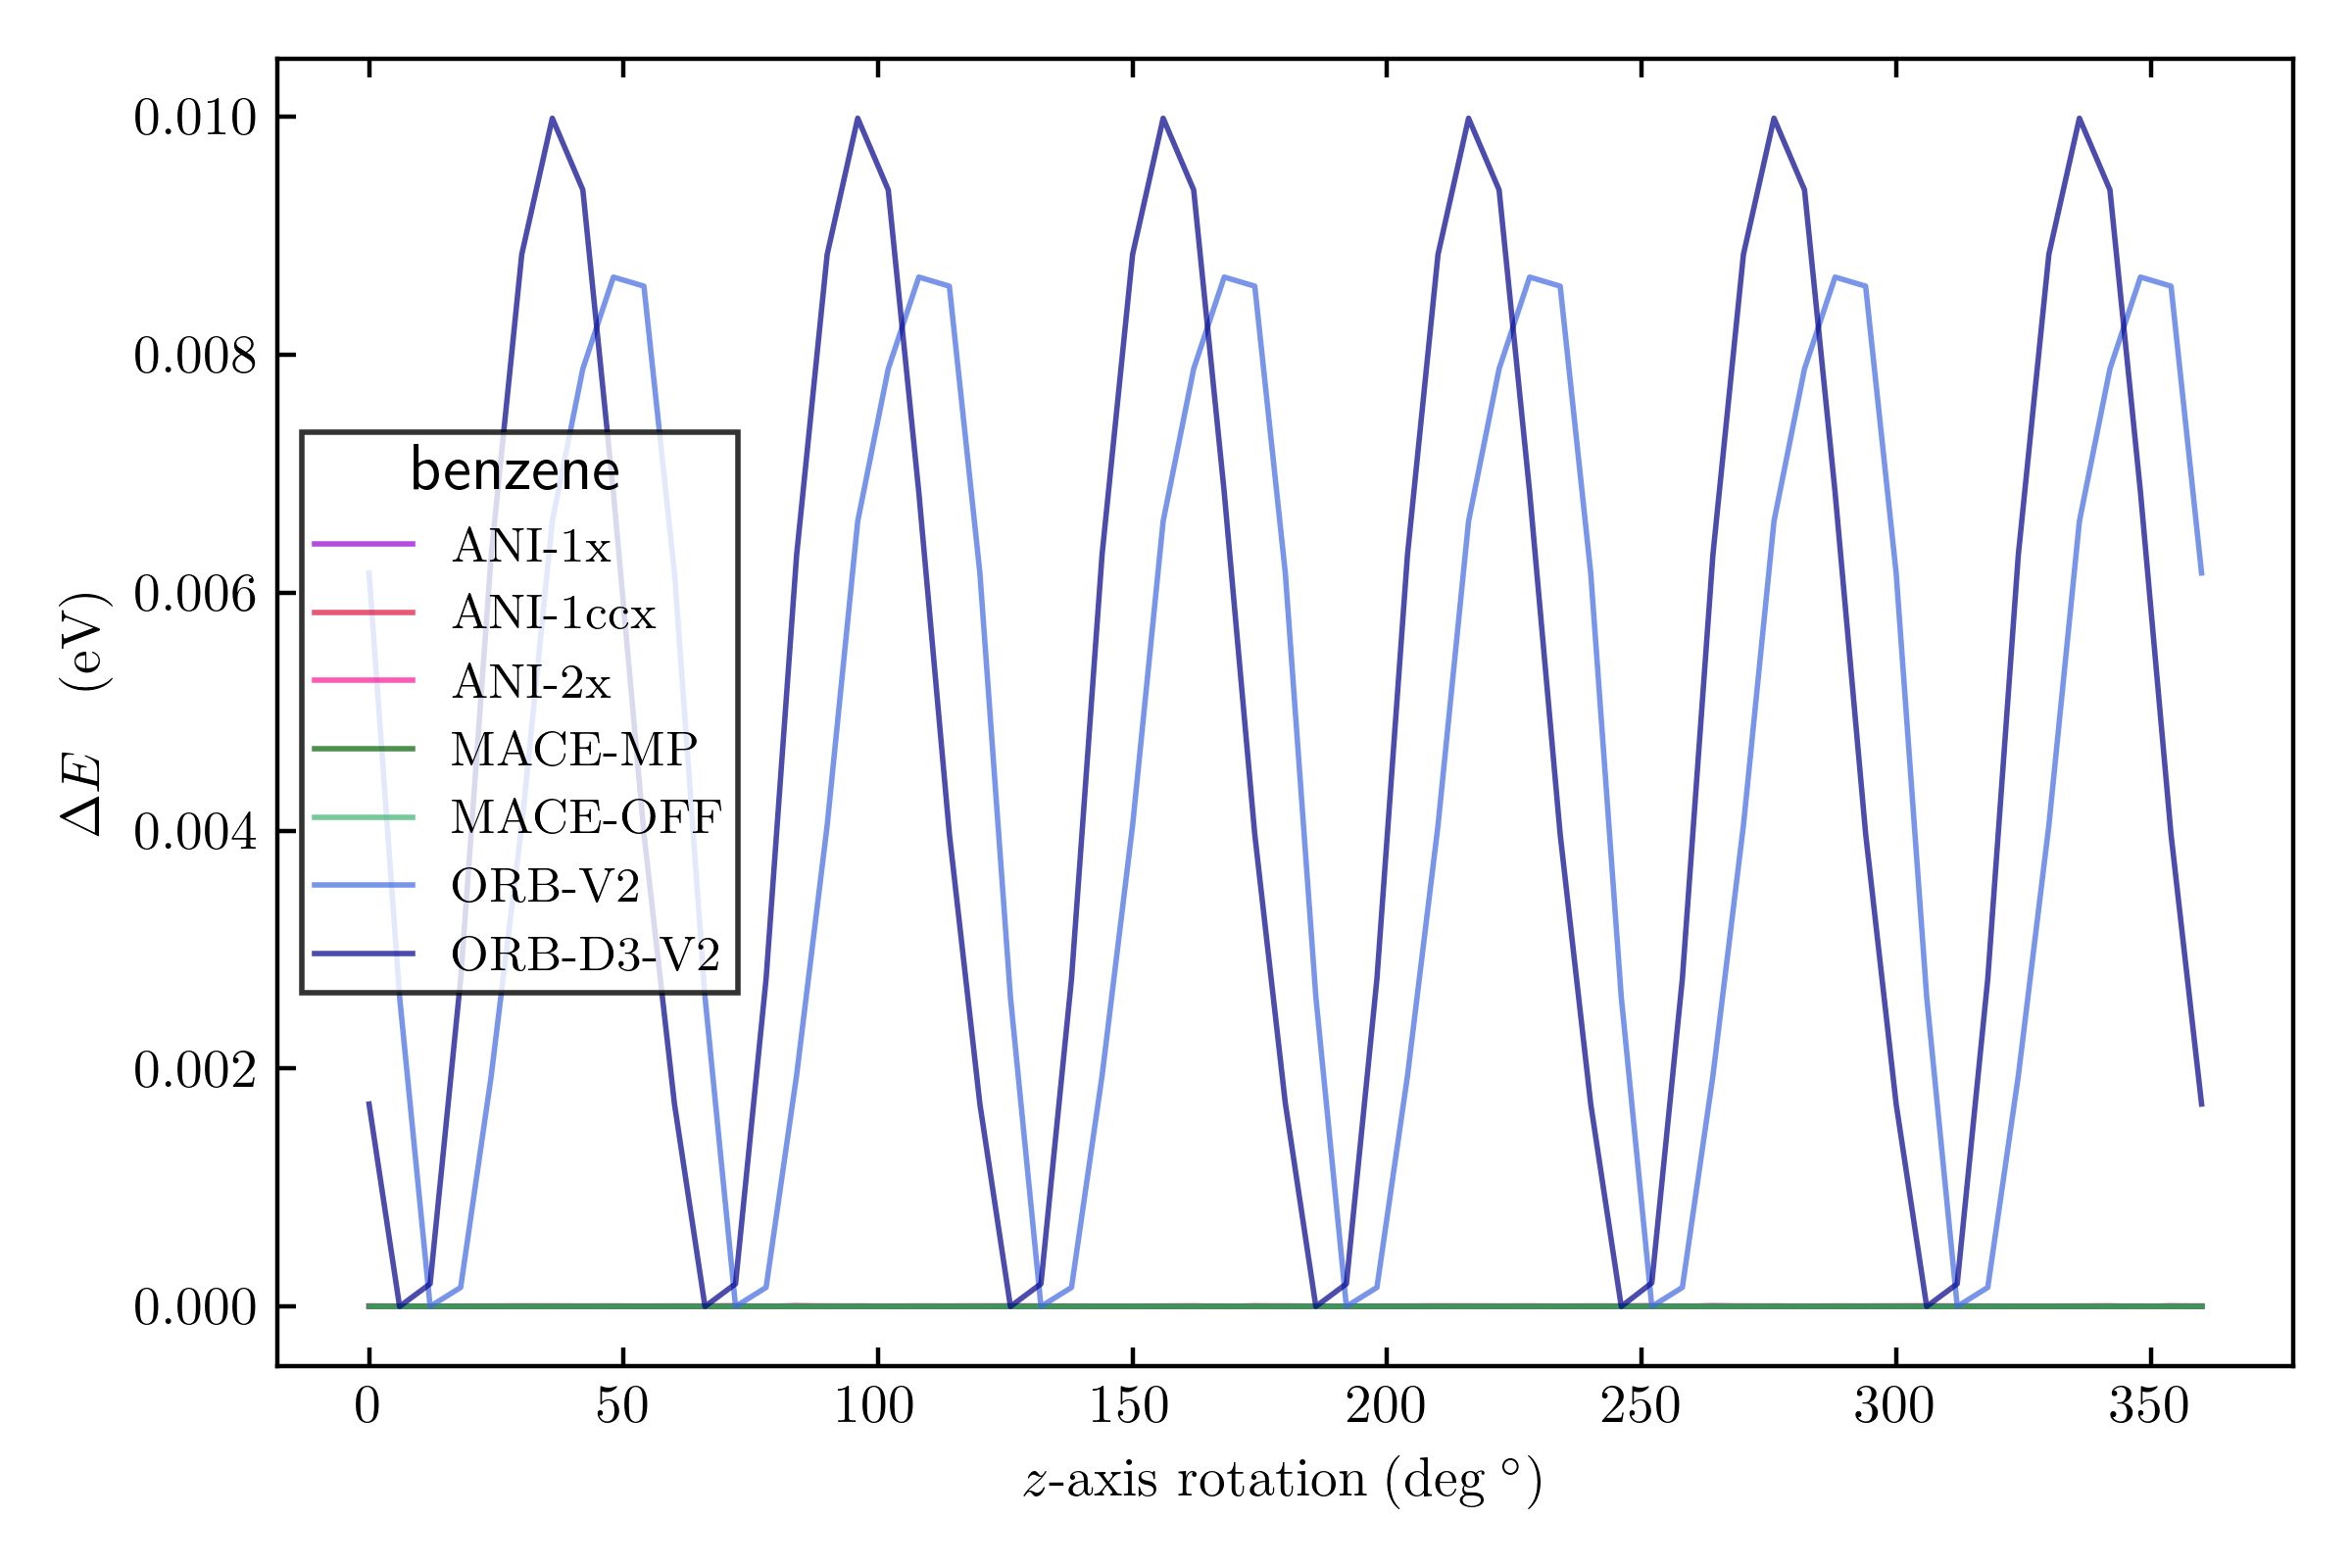 0.010
0.008
0.006
0.004
0.002
0.000
ΔE (eV)
benzene
ANI-1x
ANI-1ccx
ANI-2x
MACE-MP
MACE-OFF
ORB-V2
ORB-D3-V2
0 50 100 150 200 250 300 350
z-axis rotation (deg °)